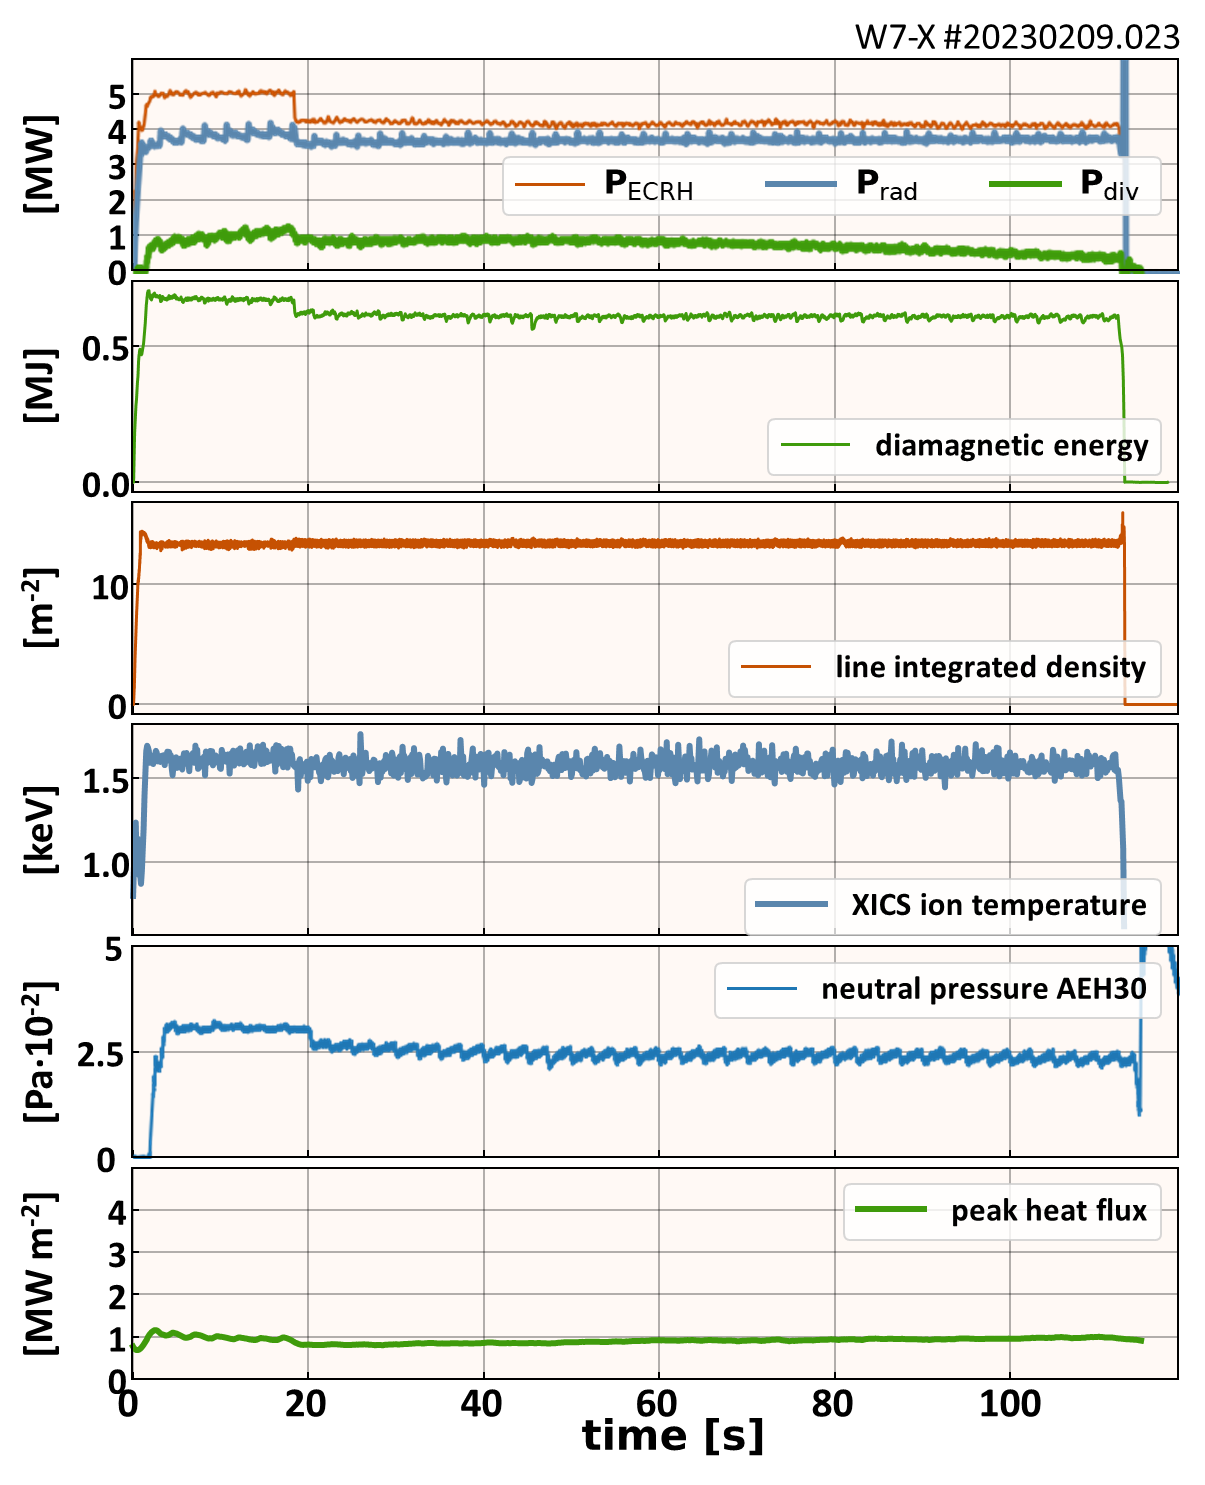 W7-X #20230209.023
[MW]
5
4
3
2
1
0
P_ECRH P_rad P_div
[MJ]
0.5
0.0
diamagnetic energy
[m⁻²]
10
0
line integrated density
[keV]
1.5
1.0
XICS ion temperature
[Pa·10⁻²]
5
2.5
0
neutral pressure AEH30
[MW m⁻²]
4
3
2
1
0
peak heat flux
0 20 40 60 80 100
time [s]